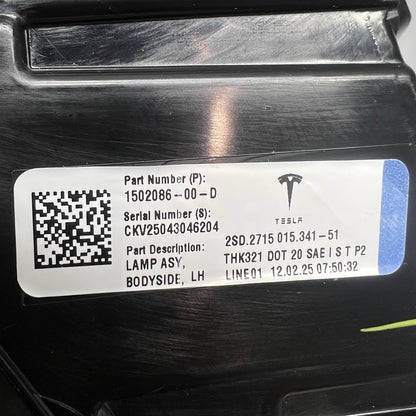 Part Number (P):
1502086-00-D
Serial Number (S):
CKV25043046204
Part Description:
LAMP ASY,
BODYSIDE, LH
TESLA
2SD.2715 015.341-51
THK321 DOT 20 SAE I S T P2
LINE01 12.02.25 07:50:32